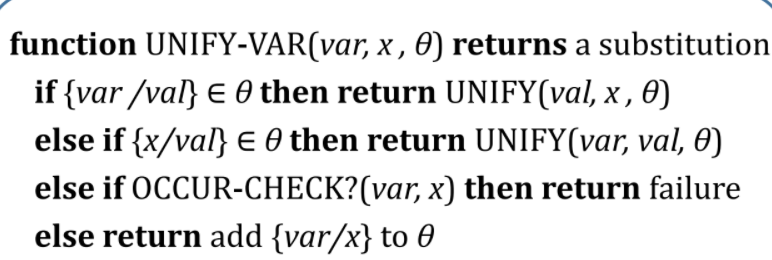 function UNIFY-VAR(var, x , θ) returns a substitution
if {var /val} ∈ θ then return UNIFY(val, x , θ)
else if {x/val} ∈ θ then return UNIFY(var, val, θ)
else if OCCUR-CHECK?(var, x) then return failure
else return add {var/x} to θ